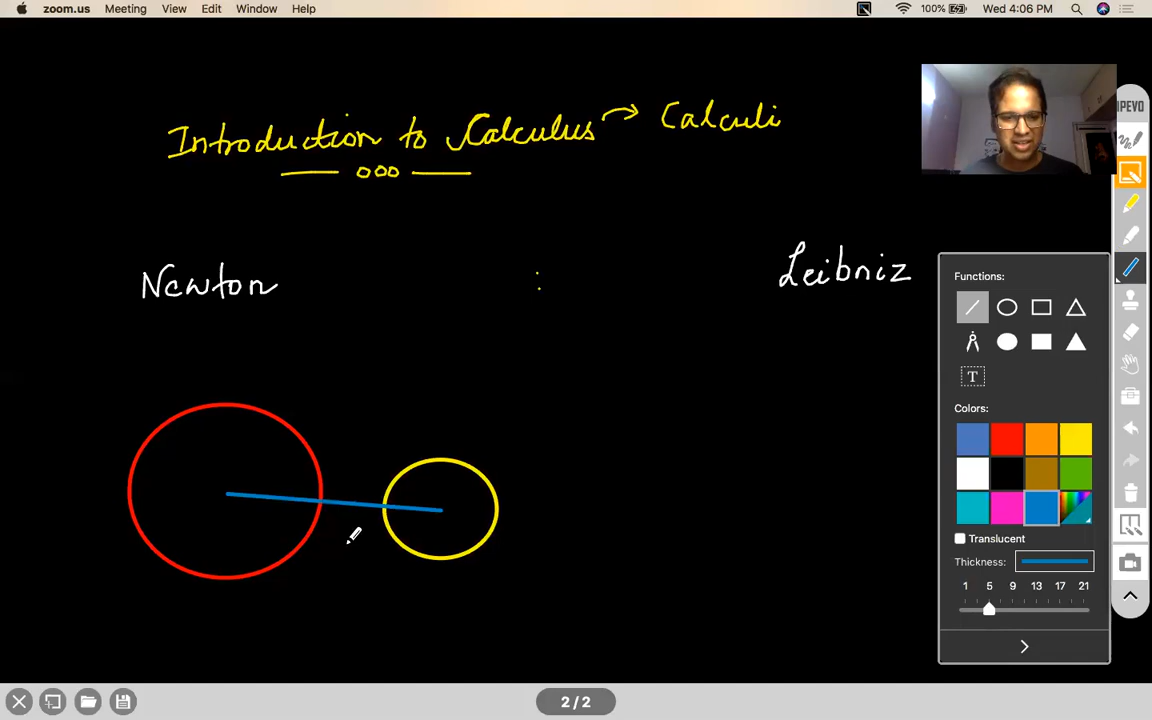 zoom.us Meeting View Edit Window Help
100% Wed 4:06 PM
Introduction to Calculus → Calculi
IPEVO
Newton : Leibniz
Functions:
T
Colors:
Translucent
Thickness:
1 5 9 13 17 21
2/2